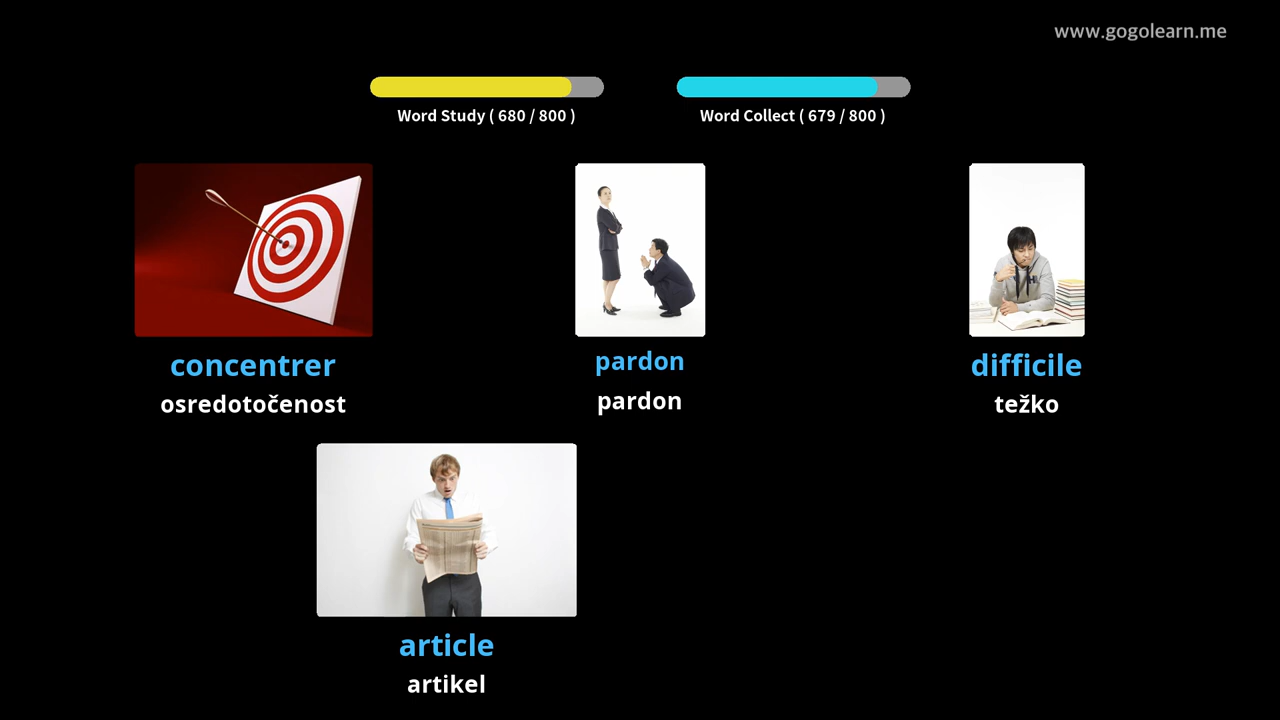 www.gogolearn.me
Word Study ( 680 / 800 )
Word Collect ( 679 / 800 )
concentrer
osredotočenost
pardon
pardon
difficile
težko
article
artikel